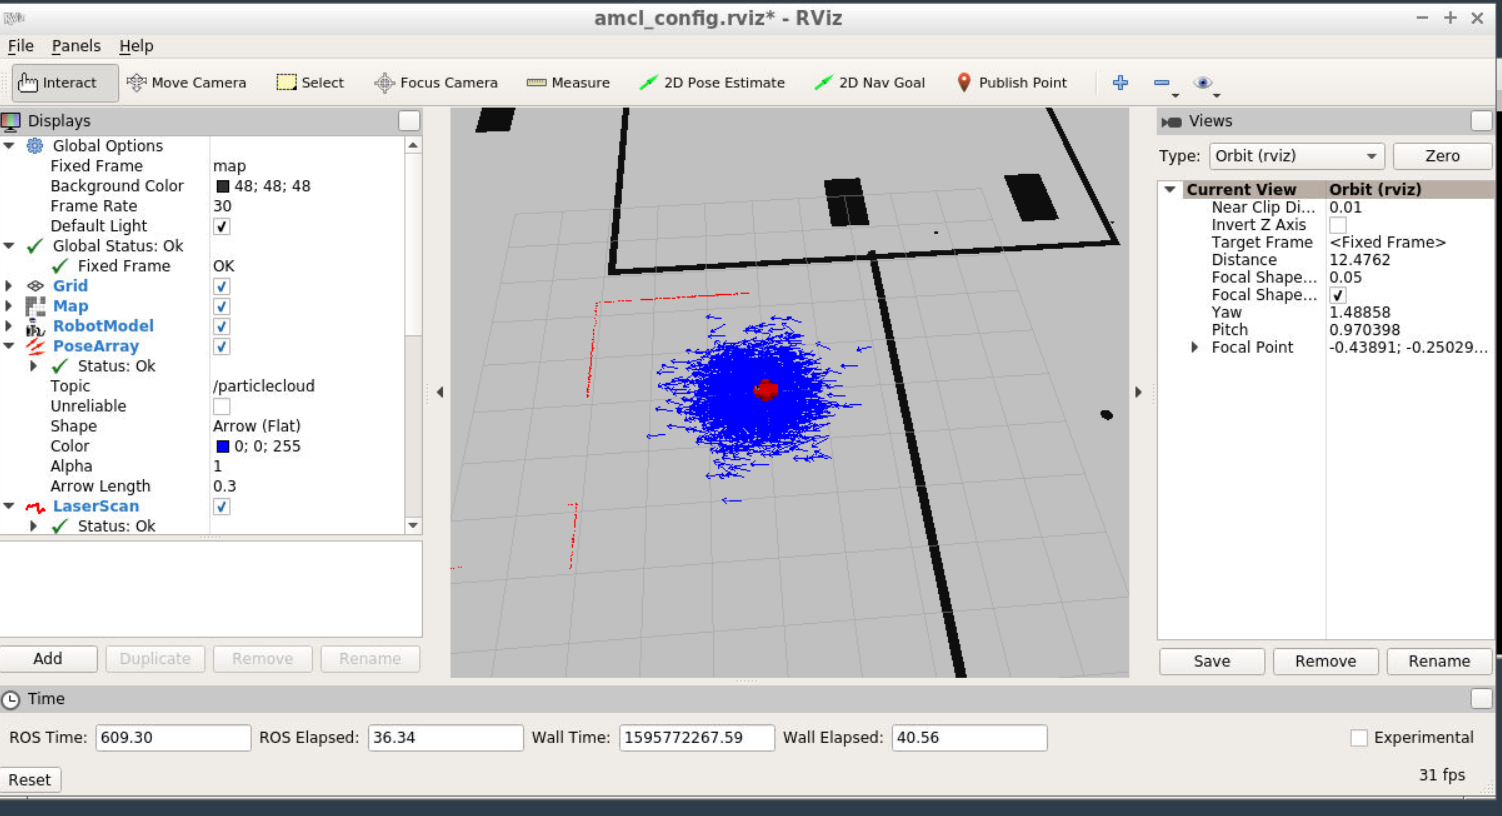 RViz amcl_config.rviz* - RViz
File Panels Help
Interact Move Camera Select Focus Camera Measure 2D Pose Estimate 2D Nav Goal Publish Point
Displays
Global Options
Fixed Frame map
Background Color 48; 48; 48
Frame Rate 30
Default Light
Global Status: Ok
Fixed Frame OK
Grid
Map
RobotModel
PoseArray
Status: Ok
Topic /particlecloud
Unreliable
Shape Arrow (Flat)
Color 0; 0; 255
Alpha 1
Arrow Length 0.3
LaserScan
Status: Ok
Add Duplicate Remove Rename
Views
Type: Orbit (rviz) Zero
Current View Orbit (rviz)
Near Clip Di... 0.01
Invert Z Axis
Target Frame <Fixed Frame>
Distance 12.4762
Focal Shape... 0.05
Focal Shape...
Yaw 1.48858
Pitch 0.970398
Focal Point -0.43891; -0.25029...
Save Remove Rename
Time
ROS Time: 609.30 ROS Elapsed: 36.34 Wall Time: 1595772267.59 Wall Elapsed: 40.56 Experimental
Reset 31 fps